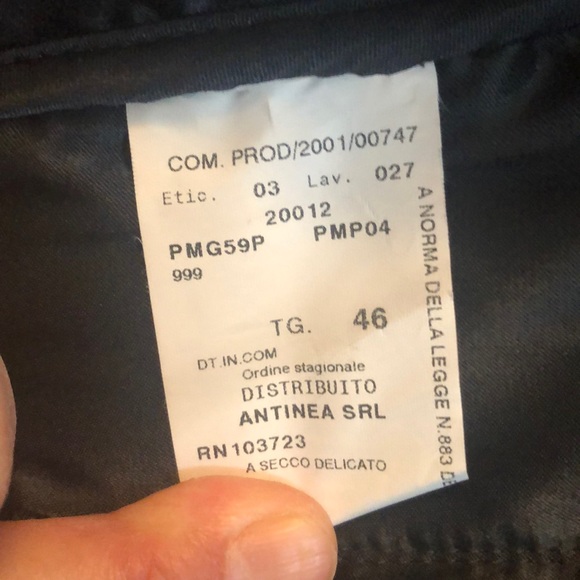 COM. PROD/2001/00747
Etic. 03 Lav. 027
20012
PMG59P PMP04
999
TG. 46
DT.IN.COM
Ordine stagionale
DISTRIBUITO
ANTINEA SRL
RN103723
A SECCO DELICATO
A NORMA DELLA LEGGE N.883